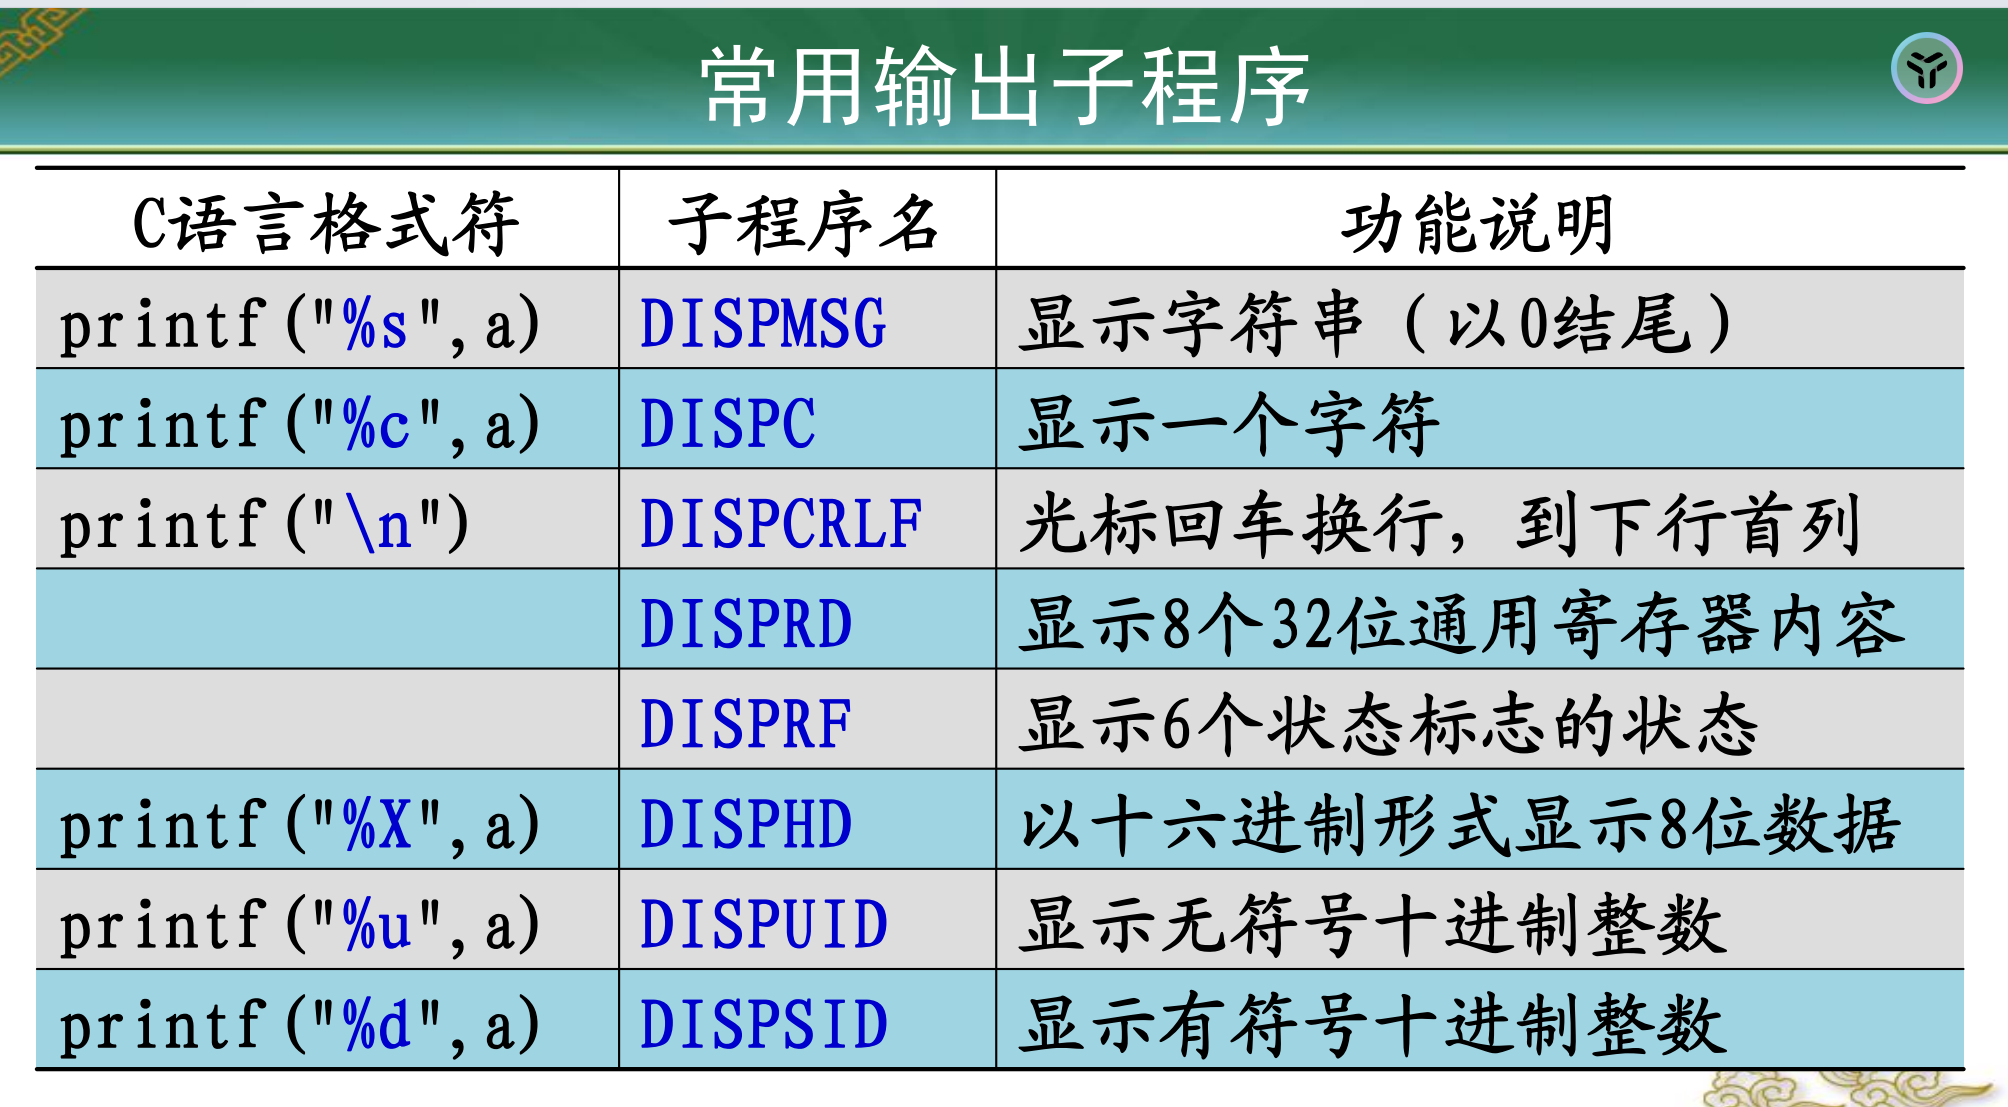 常用输出子程序
C语言格式符 子程序名 功能说明
printf("%s",a) DISPMSG 显示字符串（以0结尾）
printf("%c",a) DISPC 显示一个字符
printf("\n") DISPCRLF 光标回车换行，到下行首列
DISPRD 显示8个32位通用寄存器内容
DISPRF 显示6个状态标志的状态
printf("%X",a) DISPHD 以十六进制形式显示8位数据
printf("%u",a) DISPUID 显示无符号十进制整数
printf("%d",a) DISPSID 显示有符号十进制整数